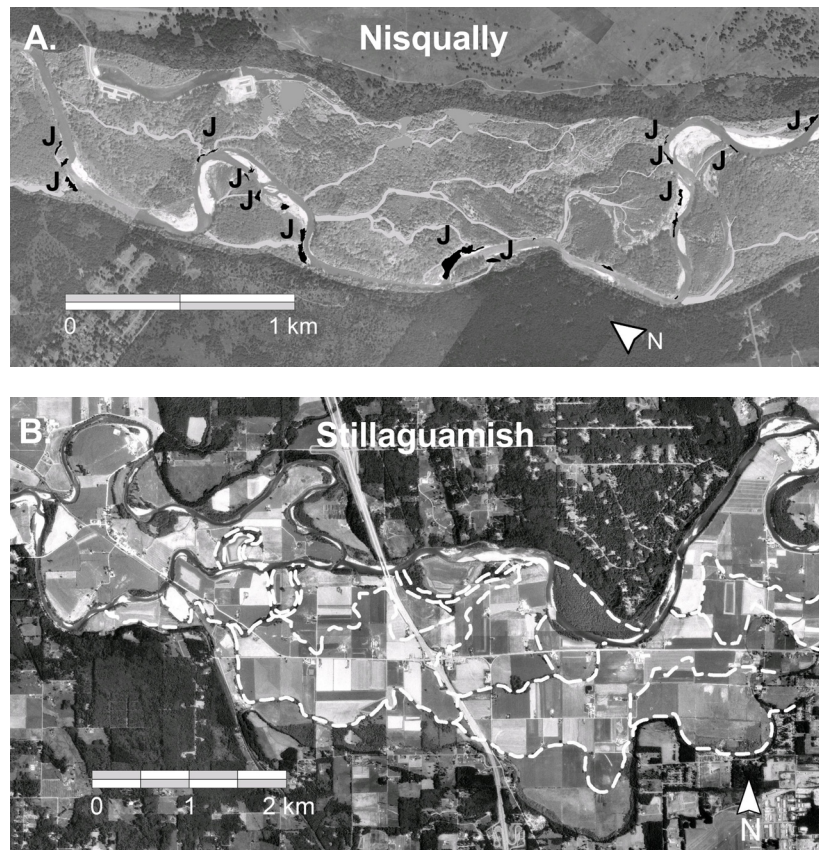 A. Nisqually
J
J J
J J J
J J
J J
J
J J
0 1 km
N
B. Stillaguamish
0 1 2 km
N